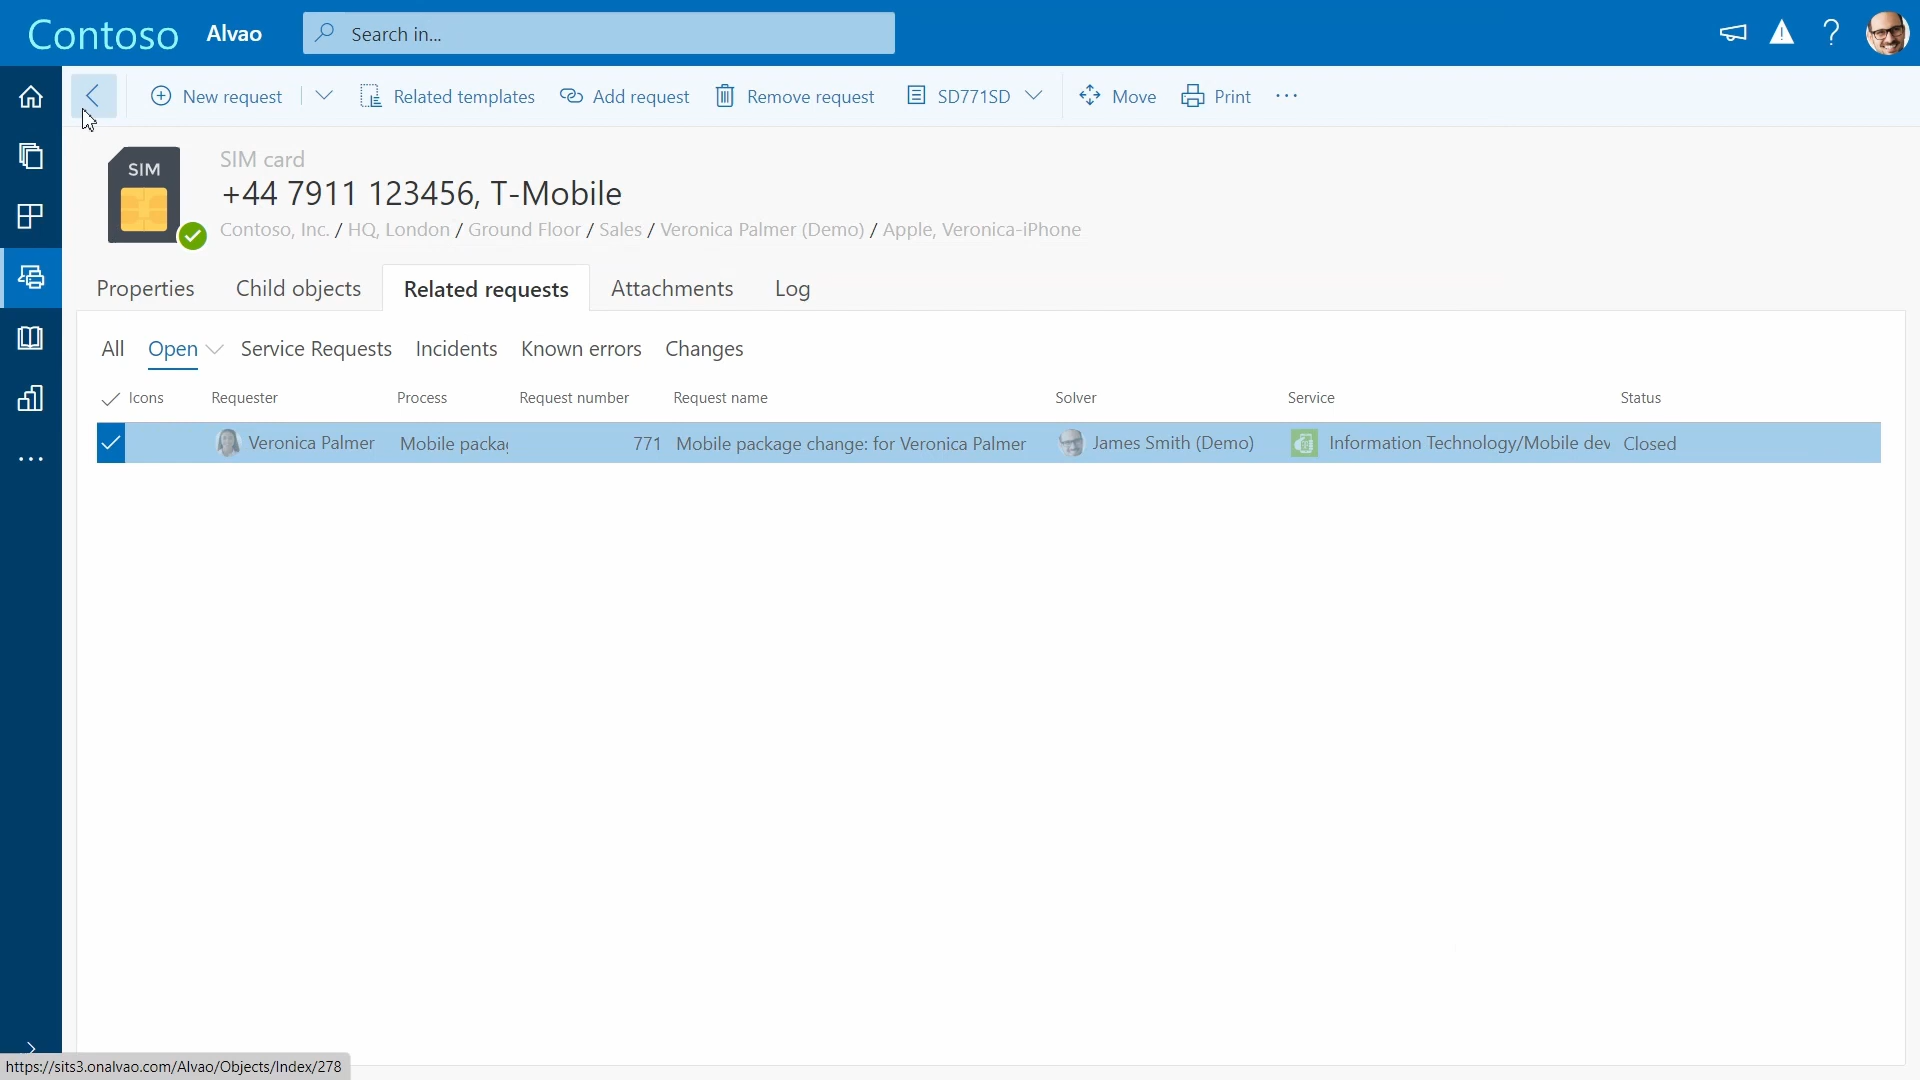 Contoso Alvao Search in...
New request Related templates Add request Remove request SD771SD Move Print
SIM
SIM card
+44 7911 123456, T-Mobile
Contoso, Inc. / HQ, London / Ground Floor / Sales / Veronica Palmer (Demo) / Apple, Veronica-iPhone
Properties Child objects Related requests Attachments Log
All Open Service Requests Incidents Known errors Changes
Icons Requester Process Request number Request name Solver Service Status
Veronica Palmer Mobile packa 771 Mobile package change: for Veronica Palmer James Smith (Demo) Information Technology/Mobile dev Closed
https://sits3.onalvao.com/Alvao/Objects/Index/278